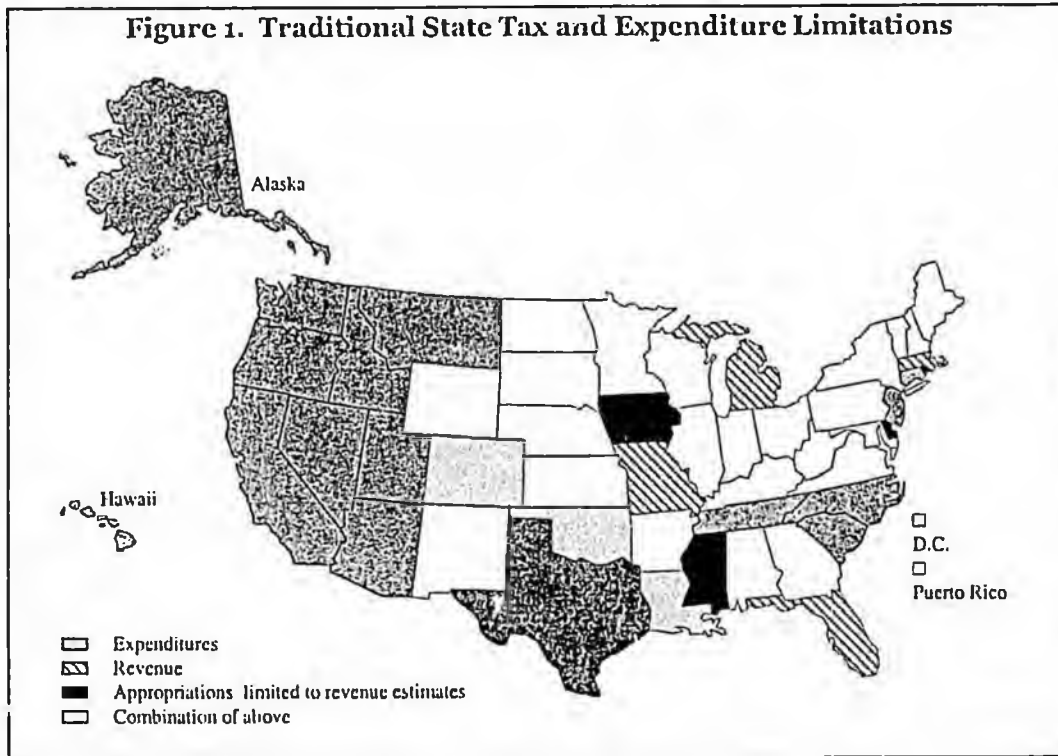 Figure 1. Traditional State Tax and Expenditure Limitations
Alaska
Hawaii
D.C.
Puerto Rico
Expenditures
Revenue
Appropriations limited to revenue estimates
Combination of above